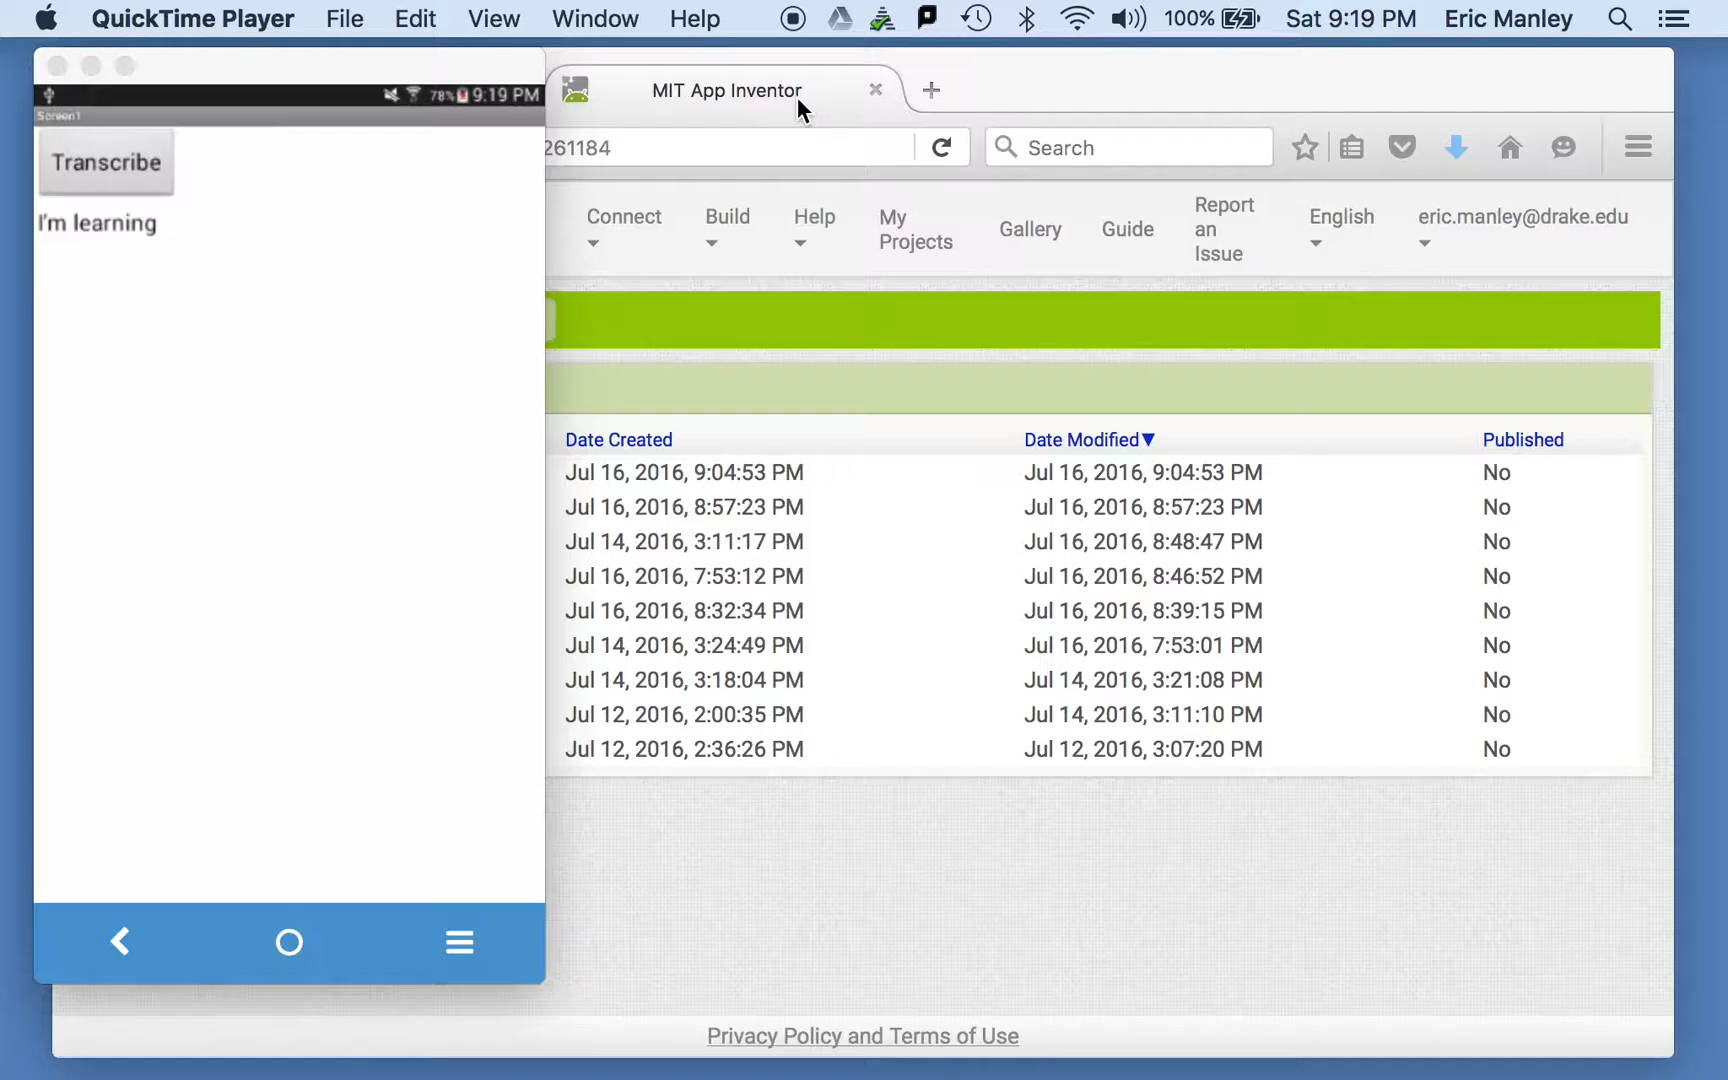 QuickTime Player File Edit View Window Help 100% Sat 9:19 PM Eric Manley
78% 9:19 PM
Screen1
Transcribe
I'm learning
MIT App Inventor
261184
Search
Connect Build Help My Projects Gallery Guide Report an Issue English eric.manley@drake.edu
Date Created Date Modified▼ Published
Jul 16, 2016, 9:04:53 PM Jul 16, 2016, 9:04:53 PM No
Jul 16, 2016, 8:57:23 PM Jul 16, 2016, 8:57:23 PM No
Jul 14, 2016, 3:11:17 PM Jul 16, 2016, 8:48:47 PM No
Jul 16, 2016, 7:53:12 PM Jul 16, 2016, 8:46:52 PM No
Jul 16, 2016, 8:32:34 PM Jul 16, 2016, 8:39:15 PM No
Jul 14, 2016, 3:24:49 PM Jul 16, 2016, 7:53:01 PM No
Jul 14, 2016, 3:18:04 PM Jul 14, 2016, 3:21:08 PM No
Jul 12, 2016, 2:00:35 PM Jul 14, 2016, 3:11:10 PM No
Jul 12, 2016, 2:36:26 PM Jul 12, 2016, 3:07:20 PM No
Privacy Policy and Terms of Use